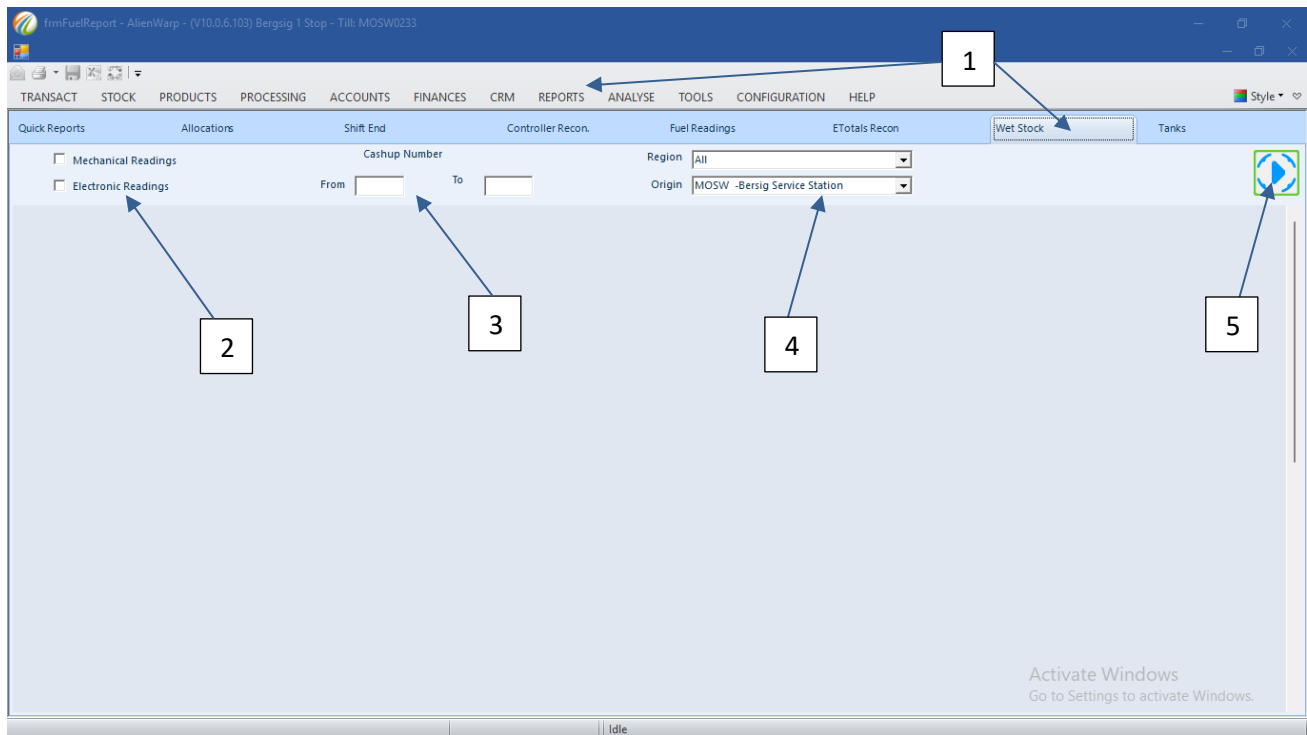 frmFuelReport - AlienWarp - (V10.0.6.103) Bergsig 1 Stop - Till: MOSW0233
1
TRANSACT STOCK PRODUCTS PROCESSING ACCOUNTS FINANCES CRM REPORTS ANALYSE TOOLS CONFIGURATION HELP Style
Quick Reports Allocations Shift End Controller Recon. Fuel Readings ETotals Recon Wet Stock Tanks
Mechanical Readings Cashup Number Region All
Electronic Readings From To Origin MOSW -Bersig Service Station
2 3 4 5
Activate Windows
Go to Settings to activate Windows.
Idle